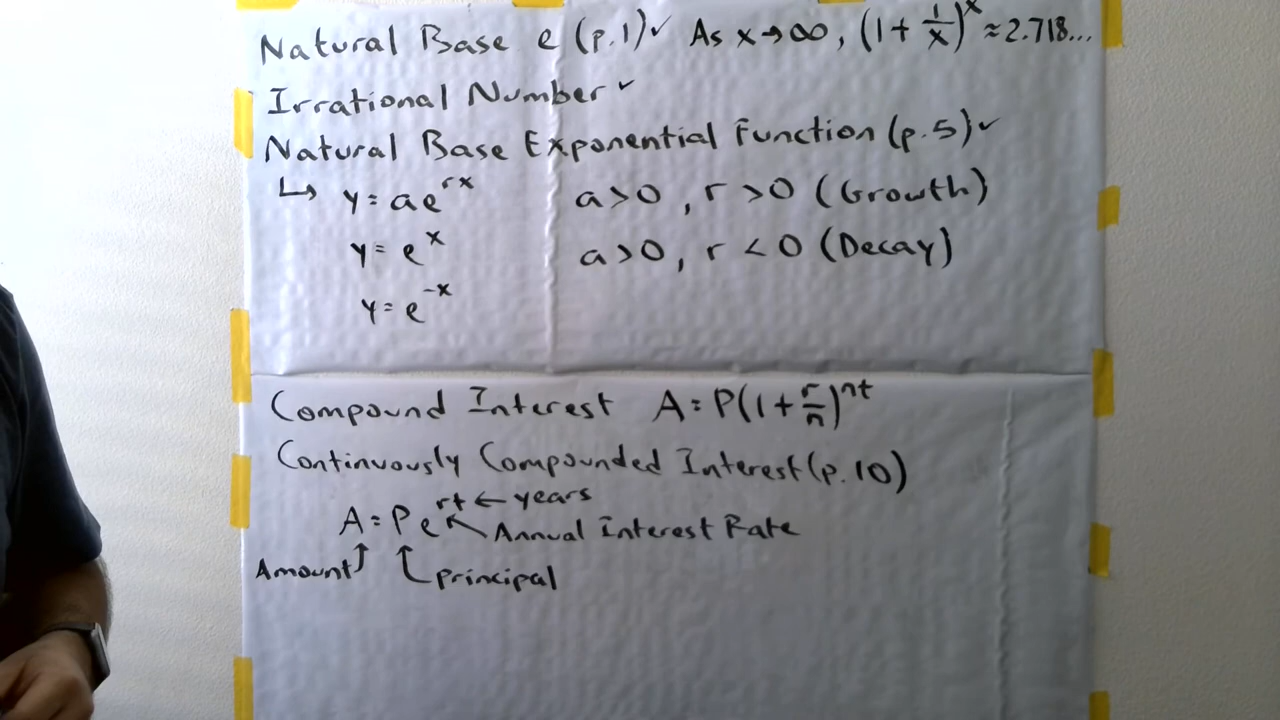 Natural Base e (p.1)✓ As x→∞, (1+1/x)^x ≈2.718...
Irrational Number ✓
Natural Base Exponential Function (p.5)✓
↳ y=ae^rx a>0, r>0 (Growth)
y=e^x a>0, r<0 (Decay)
y=e^-x
Compound Interest A=P(1+r/n)^nt
Continuously Compounded Interest (p.10)
A=Pe^rt ← years
↖ Annual Interest Rate
Amount↑ ↑ principal